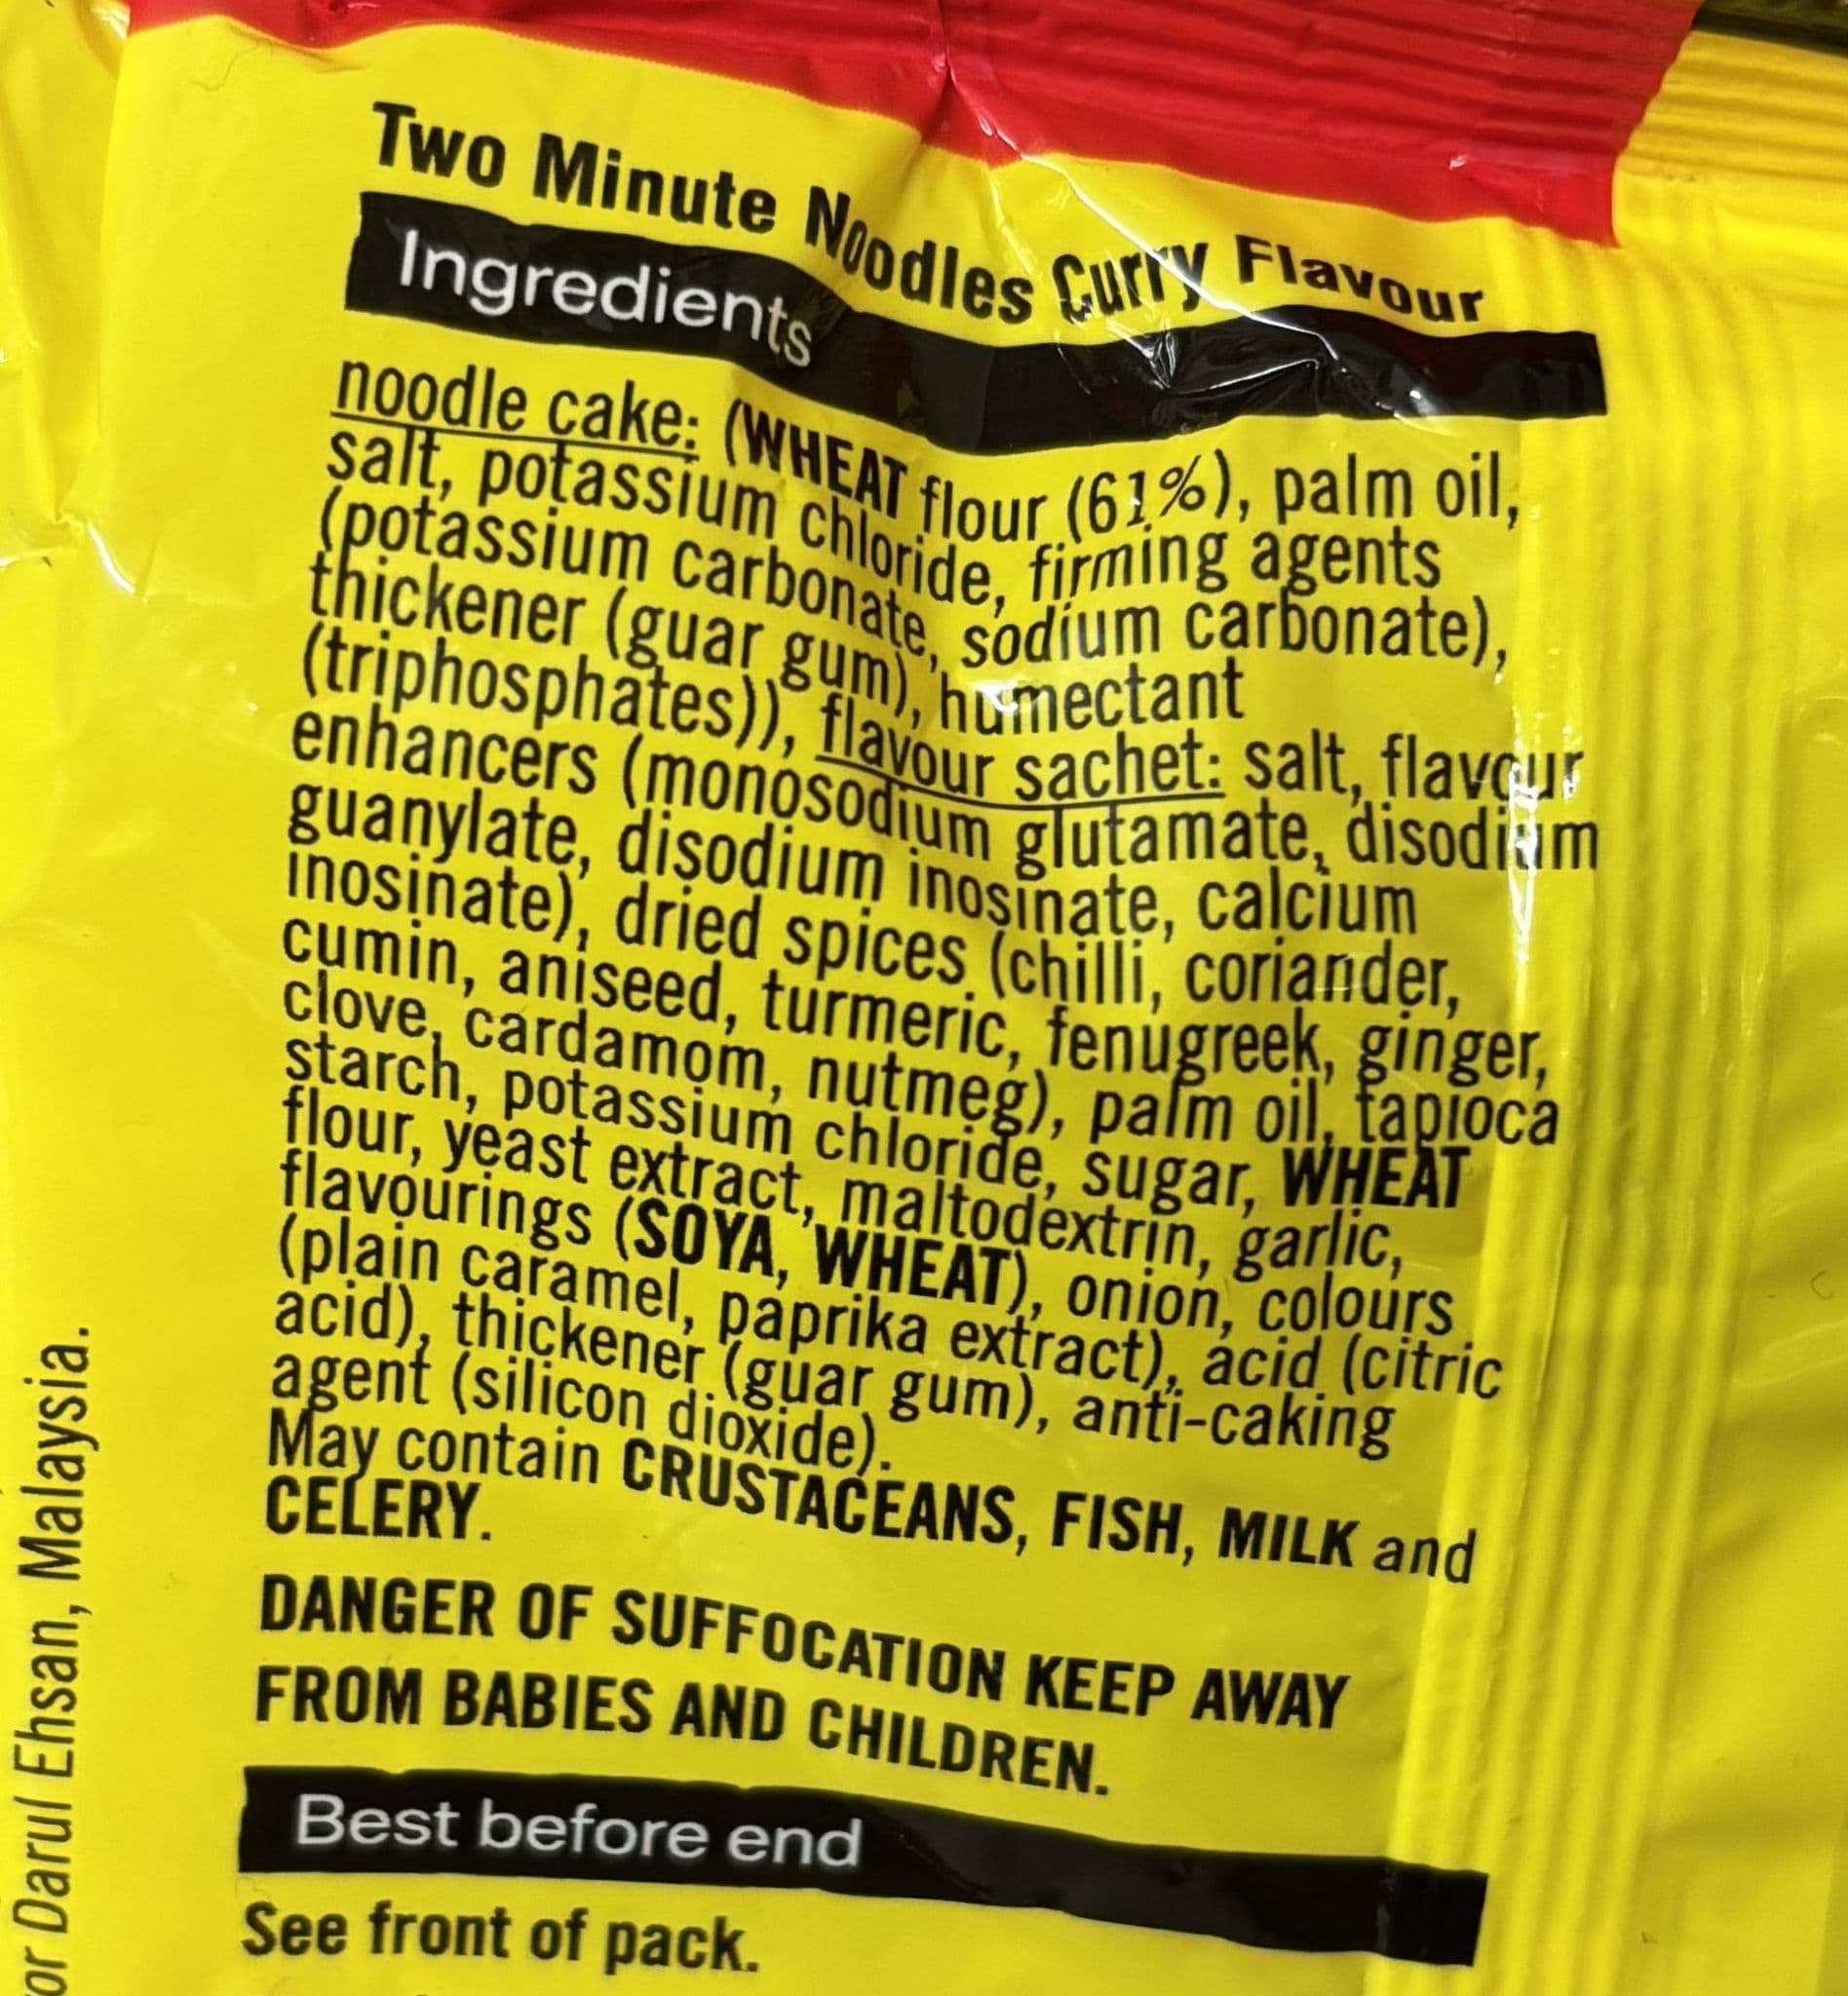 Two Minute Noodles Curry Flavour
Ingredients
noodle cake: (WHEAT flour (61%), palm oil,
salt, potassium chloride, firming agents
(potassium carbonate, sodium carbonate),
thickener (guar gum), humectant
(triphosphates)), flavour sachet: salt, flavour
enhancers (monosodium glutamate, disodium
guanylate, disodium inosinate, calcium
inosinate), dried spices (chilli, coriander,
cumin, aniseed, turmeric, fenugreek, ginger,
clove, cardamom, nutmeg), palm oil, tapioca
starch, potassium chloride, sugar, WHEAT
flour, yeast extract, maltodextrin, garlic,
flavourings (SOYA, WHEAT), onion, colours
(plain caramel, paprika extract), acid (citric
acid), thickener (guar gum), anti-caking
agent (silicon dioxide).
May contain CRUSTACEANS, FISH, MILK and
CELERY.
DANGER OF SUFFOCATION KEEP AWAY
FROM BABIES AND CHILDREN.
Best before end
See front of pack.
Darul Ehsan, Malaysia.